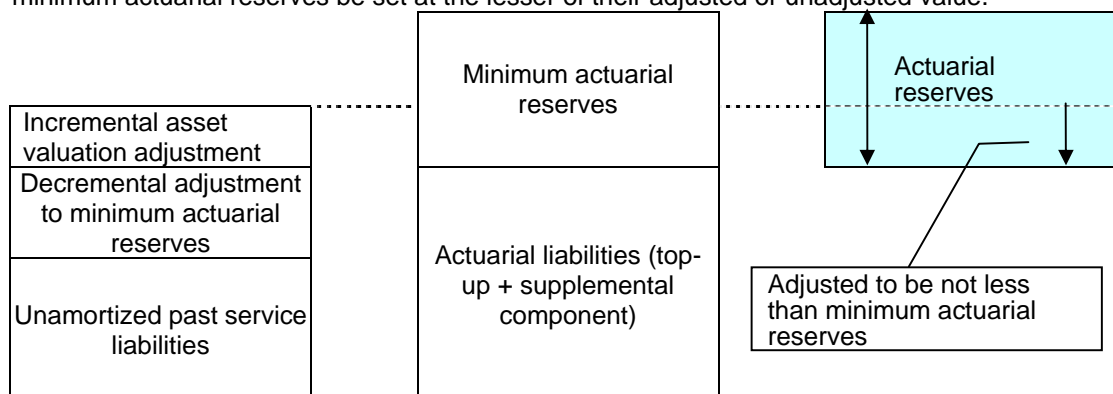 minimum actuarial reserves be set at the lesser of their adjusted or unadjusted value.
Minimum actuarial
reserves
Actuarial
reserves
Incremental asset
valuation adjustment
Decremental adjustment
to minimum actuarial
reserves
Unamortized past service
liabilities
Actuarial liabilities (top-
up + supplemental
component)
Adjusted to be not less
than minimum actuarial
reserves